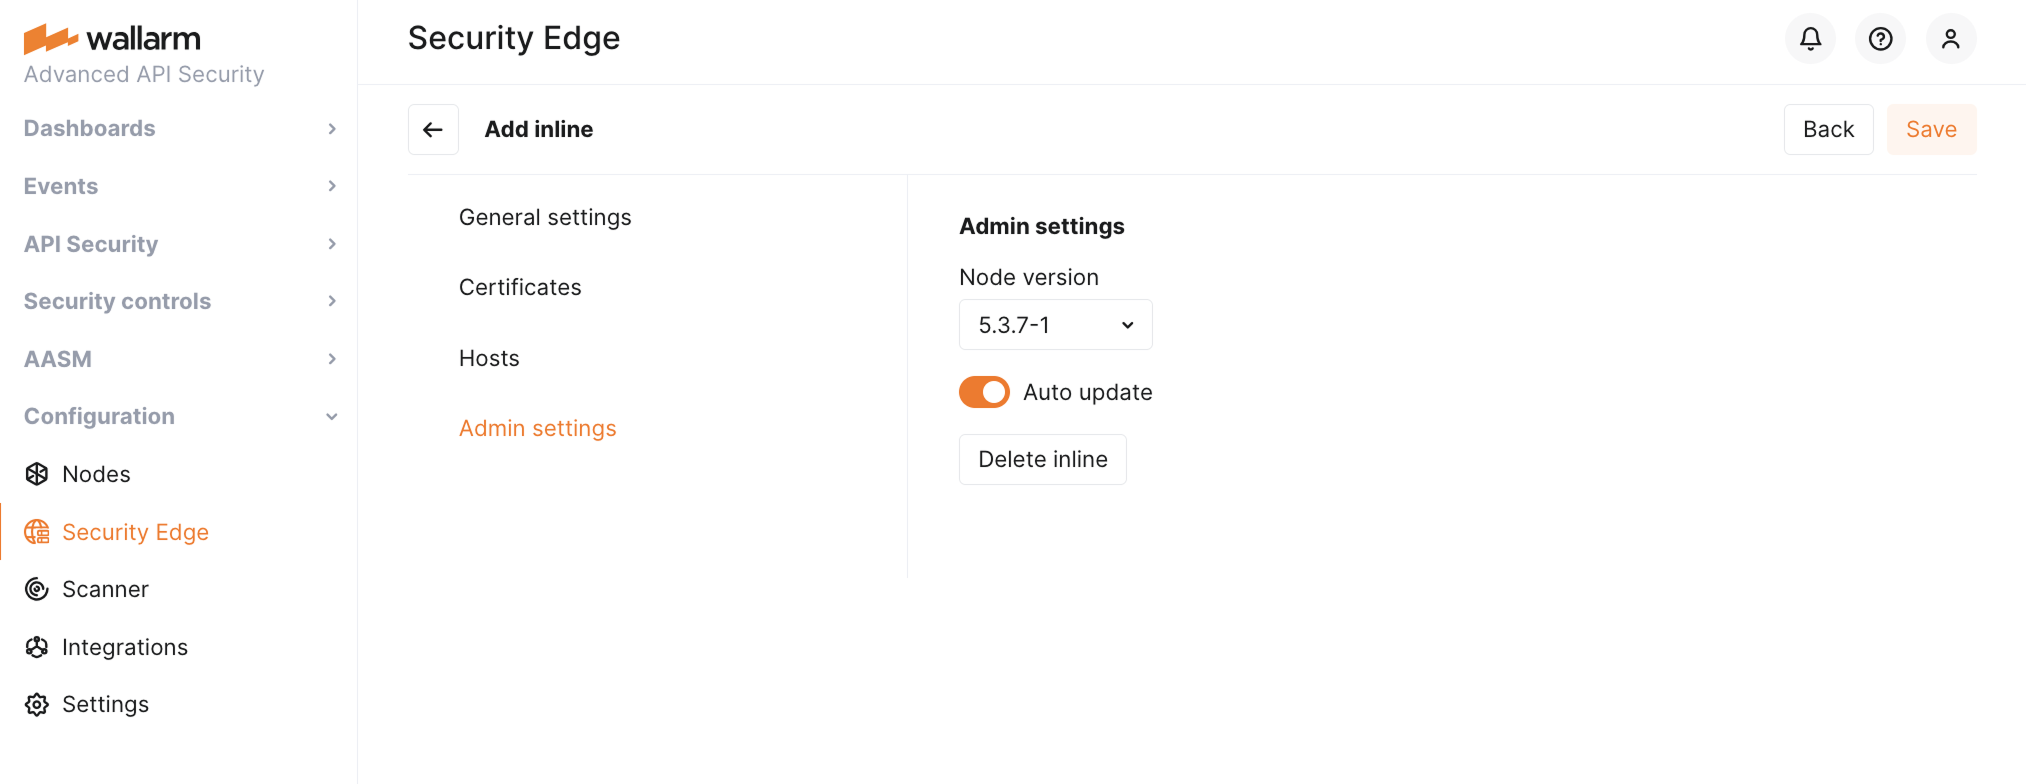 wallarm
Advanced API Security
Dashboards
Events
API Security
Security controls
AASM
Configuration
Nodes
Security Edge
Scanner
Integrations
Settings
Security Edge
Add inline
Back
Save
General settings
Certificates
Hosts
Admin settings
Admin settings
Node version
5.3.7-1
Auto update
Delete inline